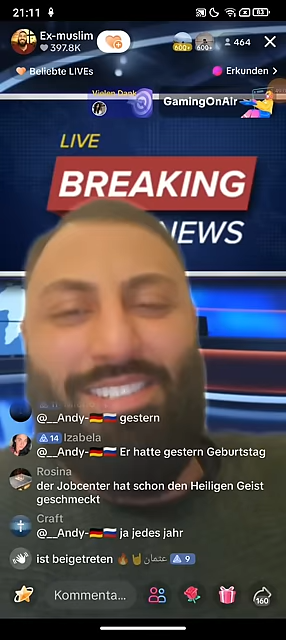 21:11
83
Ex-muslim
397.8K
600+
600+
464
Beliebte LIVEs
Erkunden >
Vielen Dank
GamingOnAir
LIVE
BREAKING
NEWS
@__Andy-🇩🇪🇷🇺 gestern
14 Izabela
@__Andy-🇩🇪🇷🇺 Er hatte gestern Geburtstag
Rosina
der Jobcenter hat schon den Heiligen Geist
geschmeckt
Craft
@__Andy-🇩🇪🇷🇺 ja jedes jahr
ist beigetreten 🔥🤘عثمان 9
Kommenta...
160